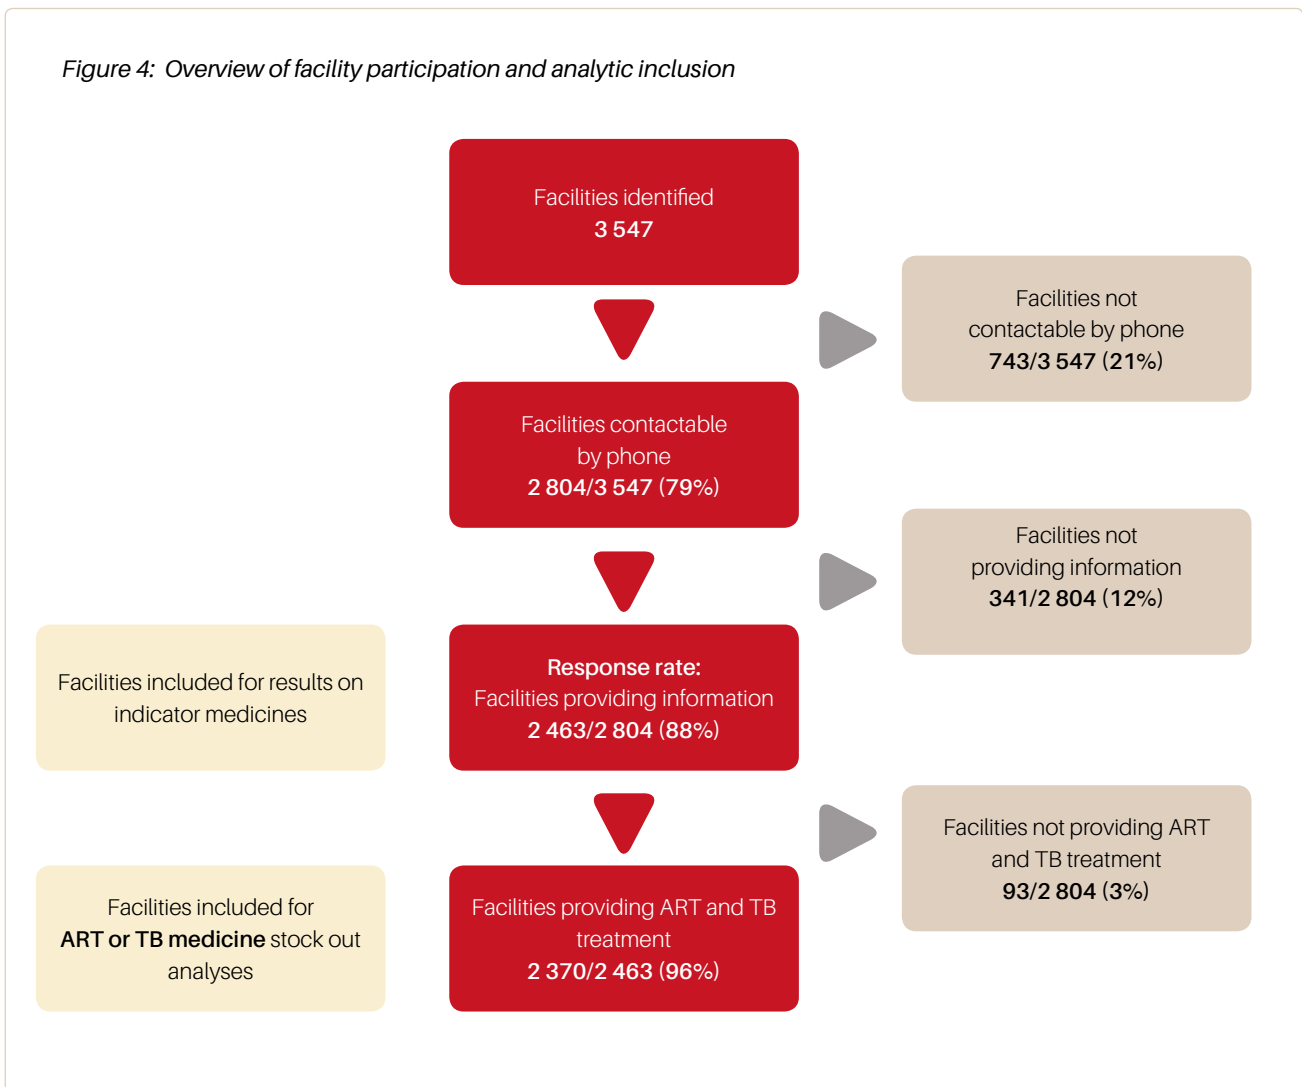 Figure 4: Overview of facility participation and analytic inclusion
Facilities identified
3 547
Facilities not
contactable by phone
743/3 547 (21%)
Facilities contactable
by phone
2 804/3 547 (79%)
Facilities not
providing information
341/2 804 (12%)
Facilities included for results on
indicator medicines
Response rate:
Facilities providing information
2 463/2 804 (88%)
Facilities not providing ART
and TB treatment
93/2 804 (3%)
Facilities included for
ART or TB medicine stock out
analyses
Facilities providing ART and TB
treatment
2 370/2 463 (96%)